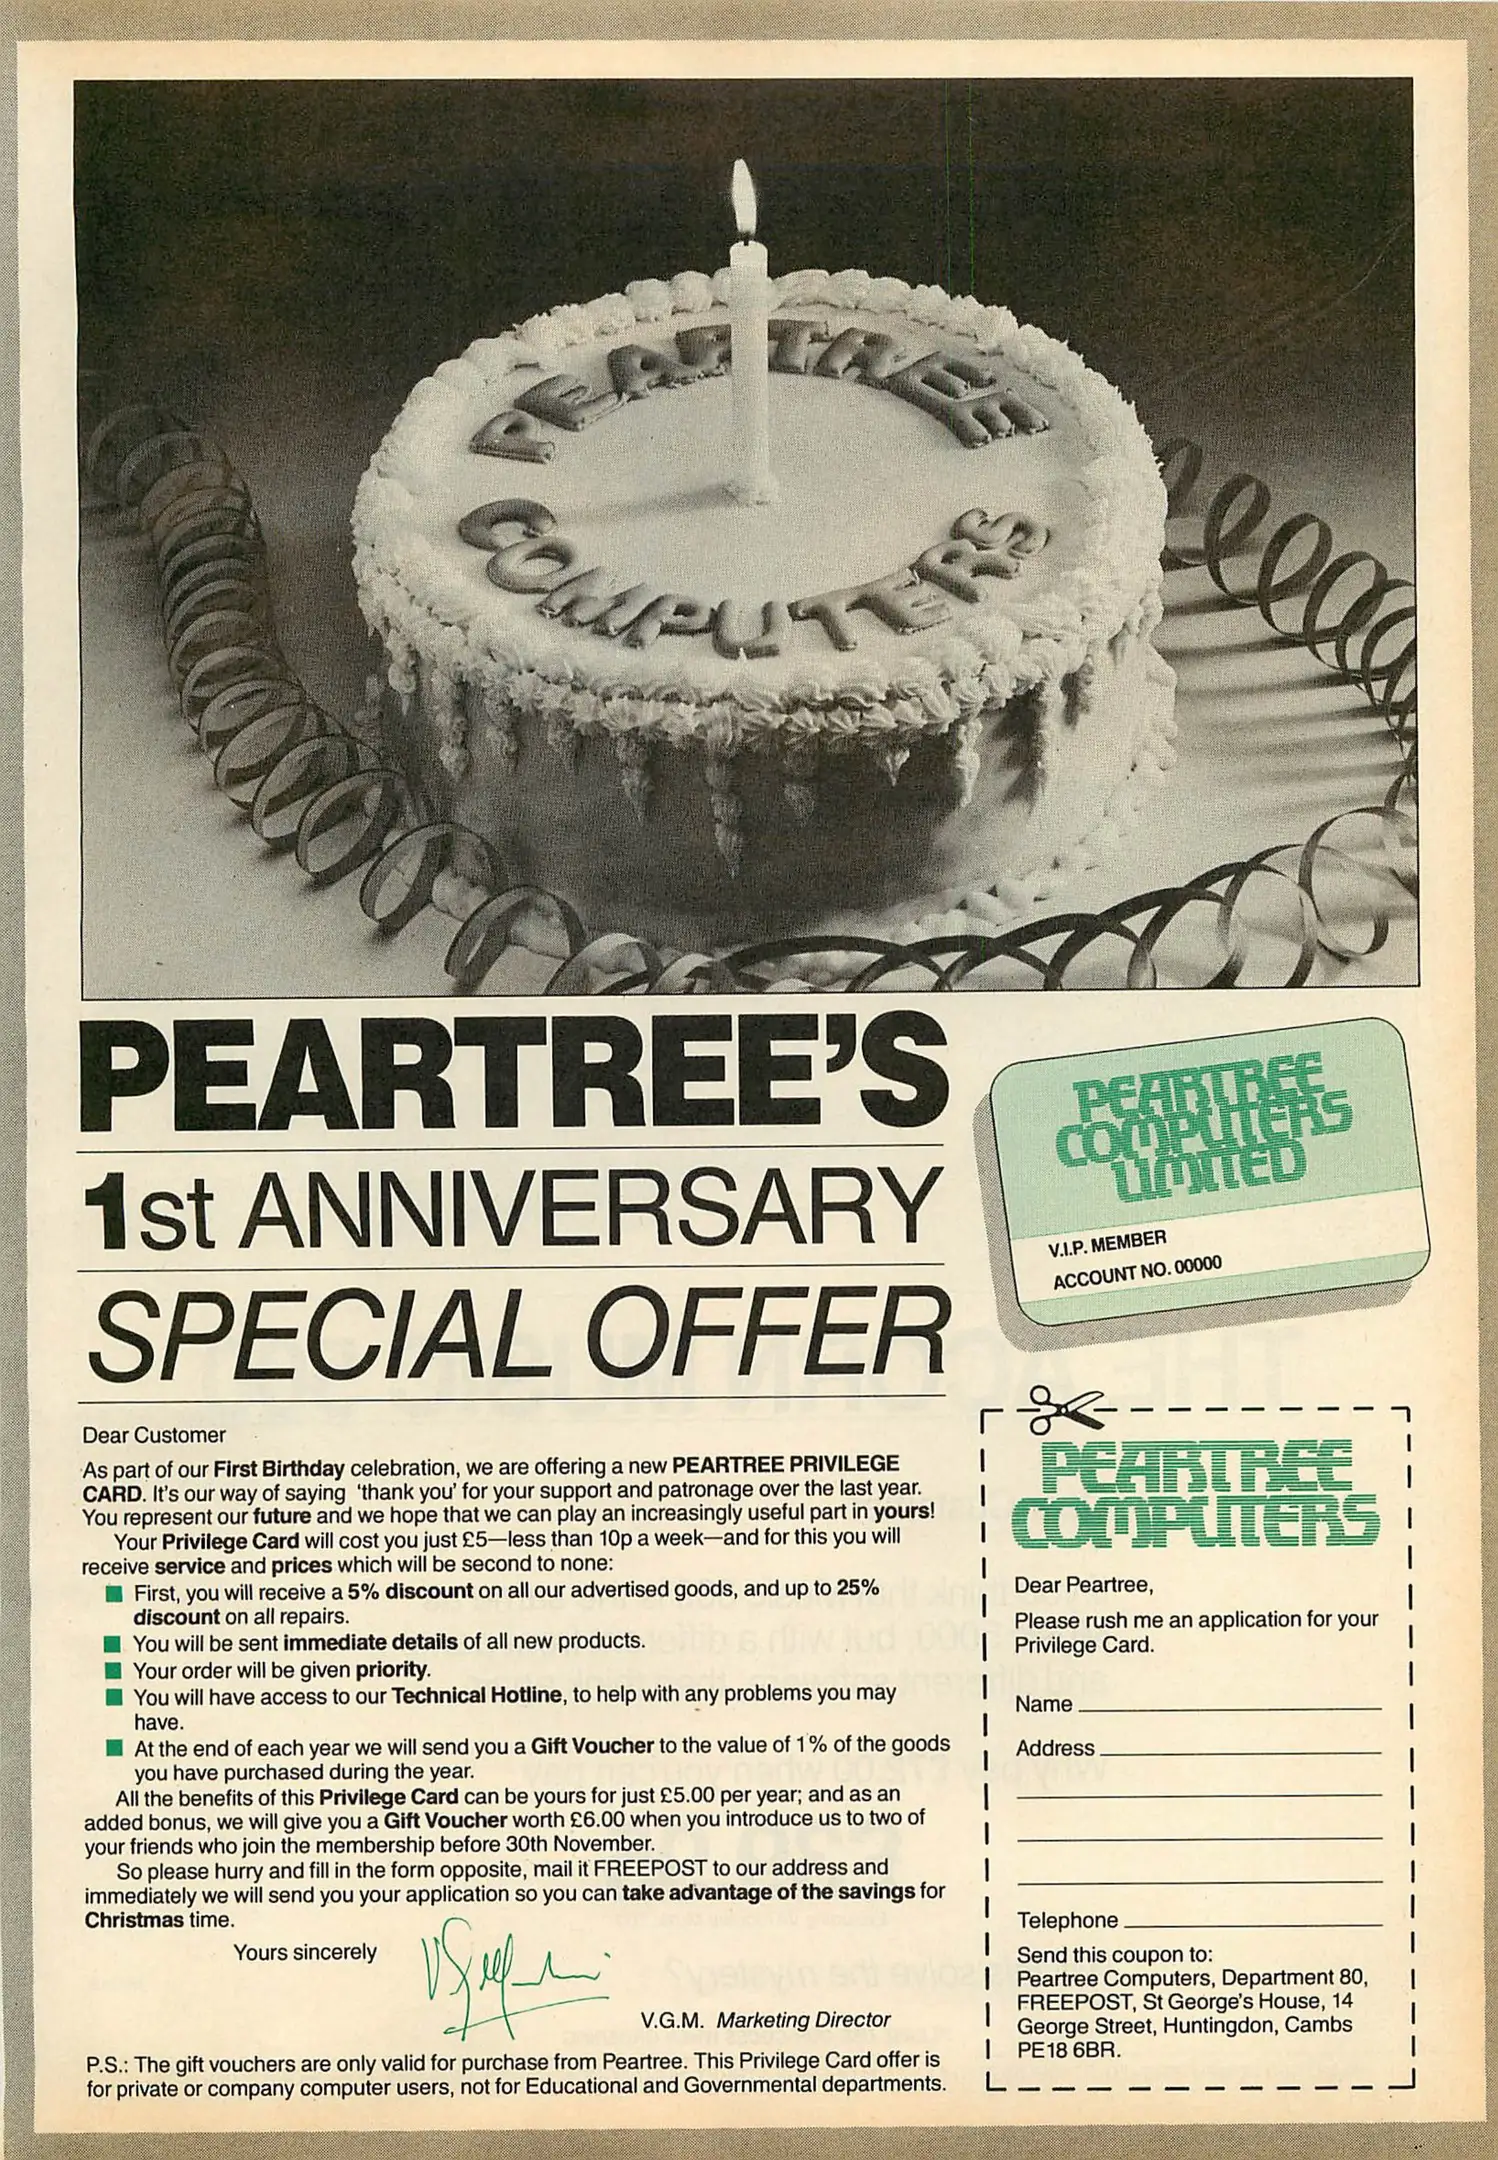 PEARTREE
COMPUTERS
PEARTREE'S
1st ANNIVERSARY
SPECIAL OFFER
PEARTREE
COMPUTERS
LIMITED
V.I.P. MEMBER
ACCOUNT NO. 00000
Dear Customer
As part of our First Birthday celebration, we are offering a new PEARTREE PRIVILEGE
CARD. It's our way of saying 'thank you' for your support and patronage over the last year.
You represent our future and we hope that we can play an increasingly useful part in yours!
Your Privilege Card will cost you just £5—less than 10p a week—and for this you will
receive service and prices which will be second to none:
■ First, you will receive a 5% discount on all our advertised goods, and up to 25%
discount on all repairs.
■ You will be sent immediate details of all new products.
■ Your order will be given priority.
■ You will have access to our Technical Hotline, to help with any problems you may
have.
■ At the end of each year we will send you a Gift Voucher to the value of 1% of the goods
you have purchased during the year.
All the benefits of this Privilege Card can be yours for just £5.00 per year; and as an
added bonus, we will give you a Gift Voucher worth £6.00 when you introduce us to two of
your friends who join the membership before 30th November.
So please hurry and fill in the form opposite, mail it FREEPOST to our address and
immediately we will send you your application so you can take advantage of the savings for
Christmas time.
Yours sincerely
V.G.M. Marketing Director
P.S.: The gift vouchers are only valid for purchase from Peartree. This Privilege Card offer is
for private or company computer users, not for Educational and Governmental departments.
PEARTREE
COMPUTERS
Dear Peartree,
Please rush me an application for your
Privilege Card.
Name
Address
Telephone
Send this coupon to:
Peartree Computers, Department 80,
FREEPOST, St George's House, 14
George Street, Huntingdon, Cambs
PE18 6BR.